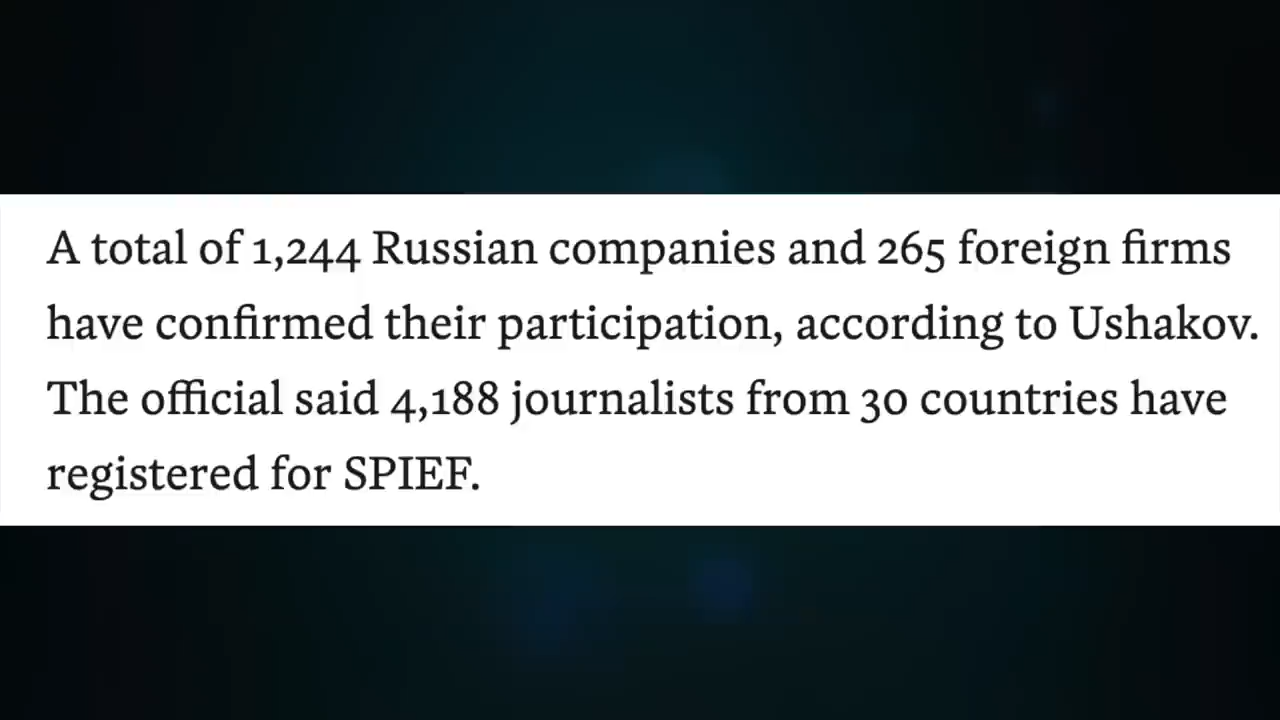 A total of 1,244 Russian companies and 265 foreign firms
have confirmed their participation, according to Ushakov.
The official said 4,188 journalists from 30 countries have
registered for SPIEF.